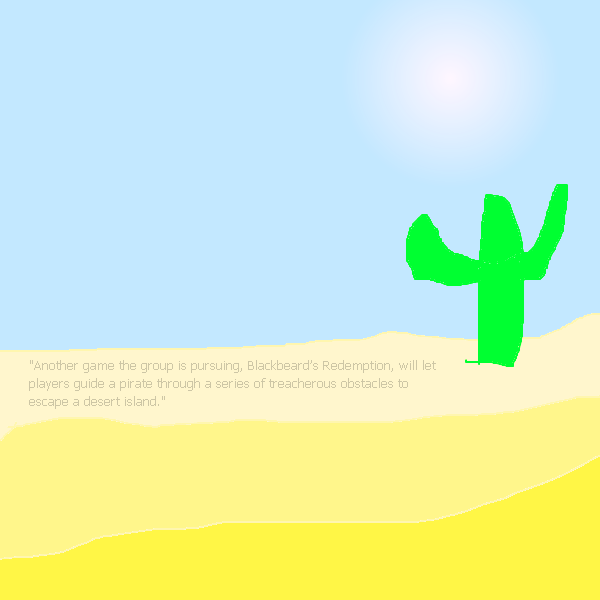 "Another game the group is pursuing, Blackbeard's Redemption, will let
players guide a pirate through a series of treacherous obstacles to
escape a desert island."